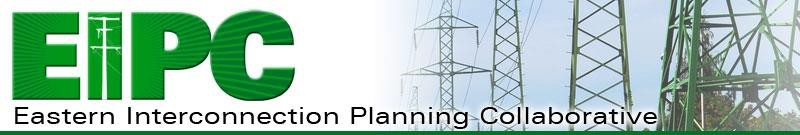 EIPC
Eastern Interconnection Planning Collaborative